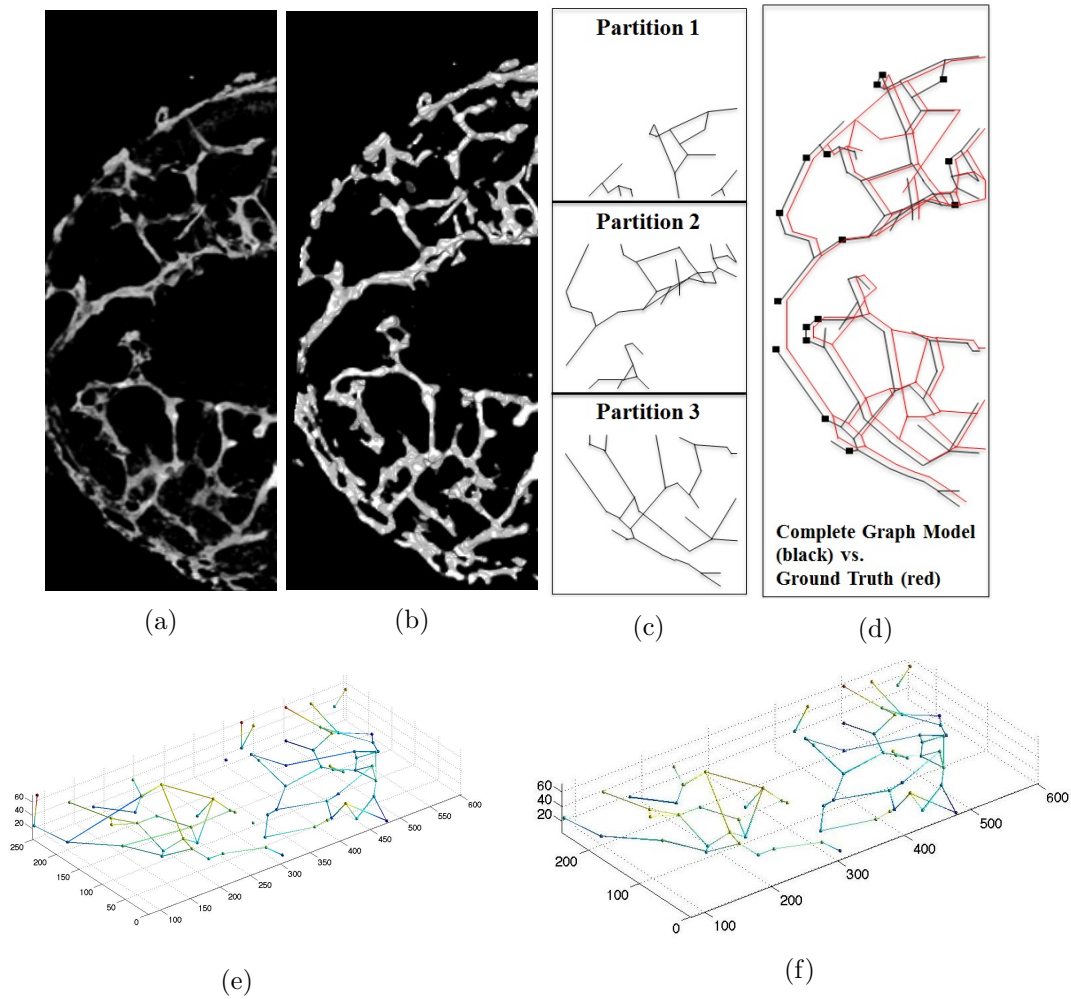 Partition 1
Partition 2
Partition 3
Complete Graph Model
(black) vs.
Ground Truth (red)
(a)
(b)
(c)
(d)
60
40
20
250
200
150
100
50
0
100
150
200
250
300
350
400
450
500
550
600
60
40
20
200
100
0
100
200
300
400
500
600
(e)
(f)